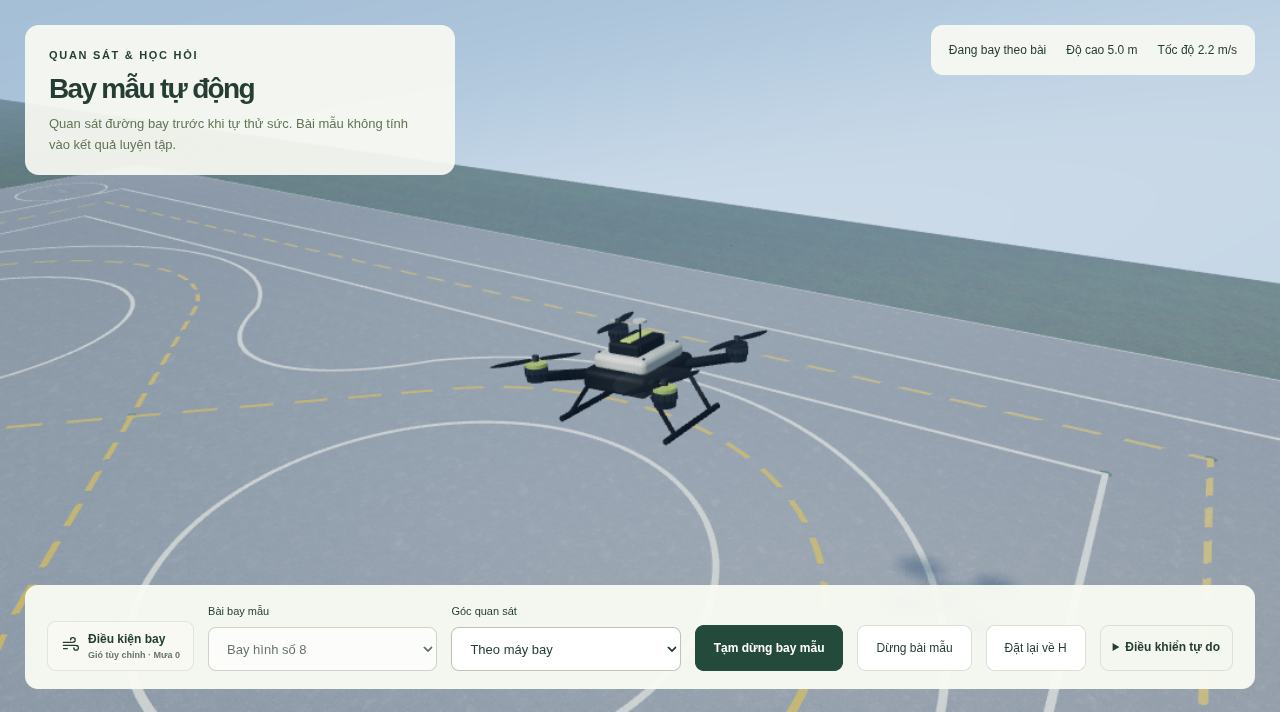 QUAN SÁT & HỌC HỎI
Bay mẫu tự động
Quan sát đường bay trước khi tự thử sức. Bài mẫu không tính
vào kết quả luyện tập.
Đang bay theo bài Độ cao 5.0 m Tốc độ 2.2 m/s
Điều kiện bay
Gió tùy chỉnh · Mưa 0
Bài bay mẫu
Bay hình số 8
Góc quan sát
Theo máy bay
Tạm dừng bay mẫu
Dừng bài mẫu
Đặt lại về H
Điều khiển tự do